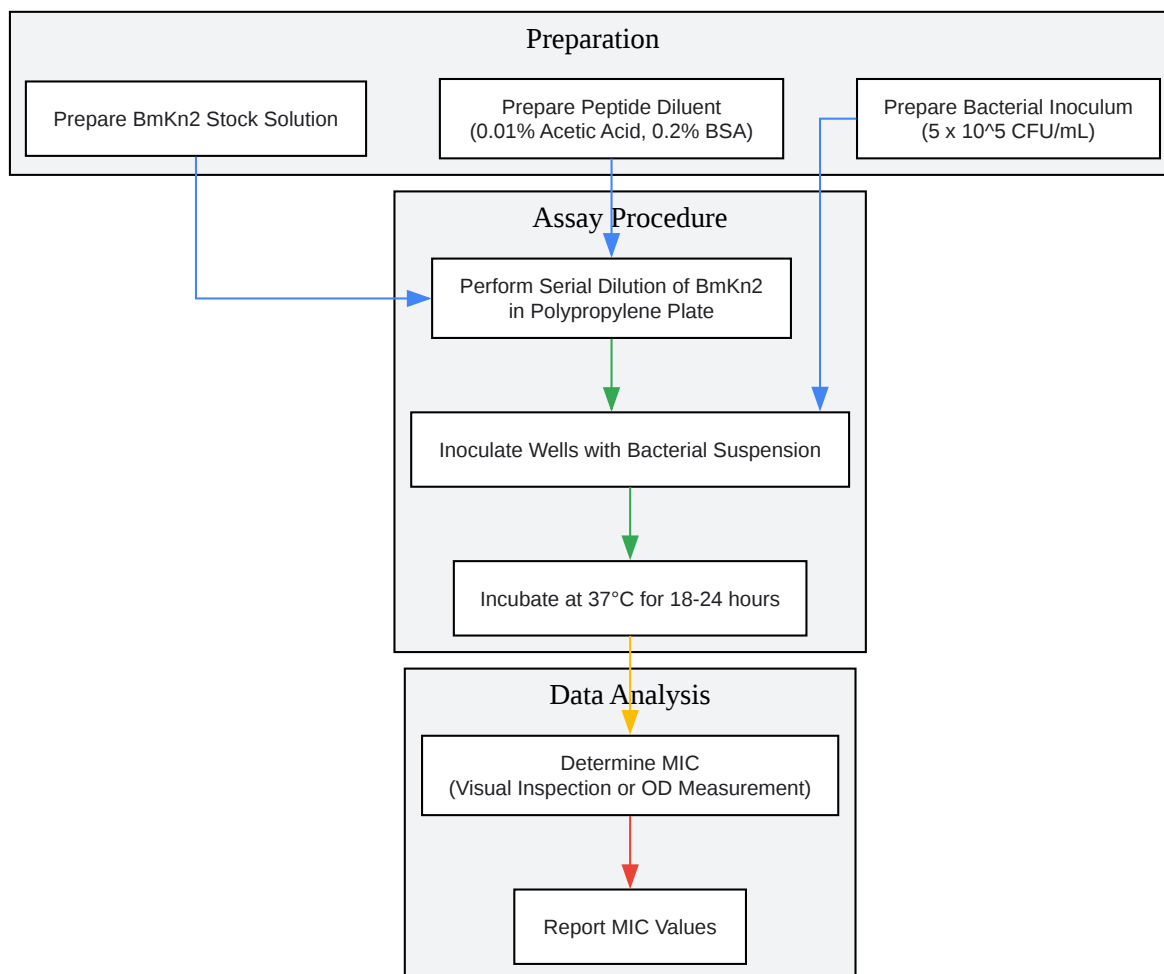 Preparation
Prepare BmKn2 Stock Solution
Prepare Peptide Diluent
(0.01% Acetic Acid, 0.2% BSA)
Prepare Bacterial Inoculum
(5 x 10^5 CFU/mL)
Assay Procedure
Perform Serial Dilution of BmKn2
in Polypropylene Plate
Inoculate Wells with Bacterial Suspension
Incubate at 37°C for 18-24 hours
Data Analysis
Determine MIC
(Visual Inspection or OD Measurement)
Report MIC Values